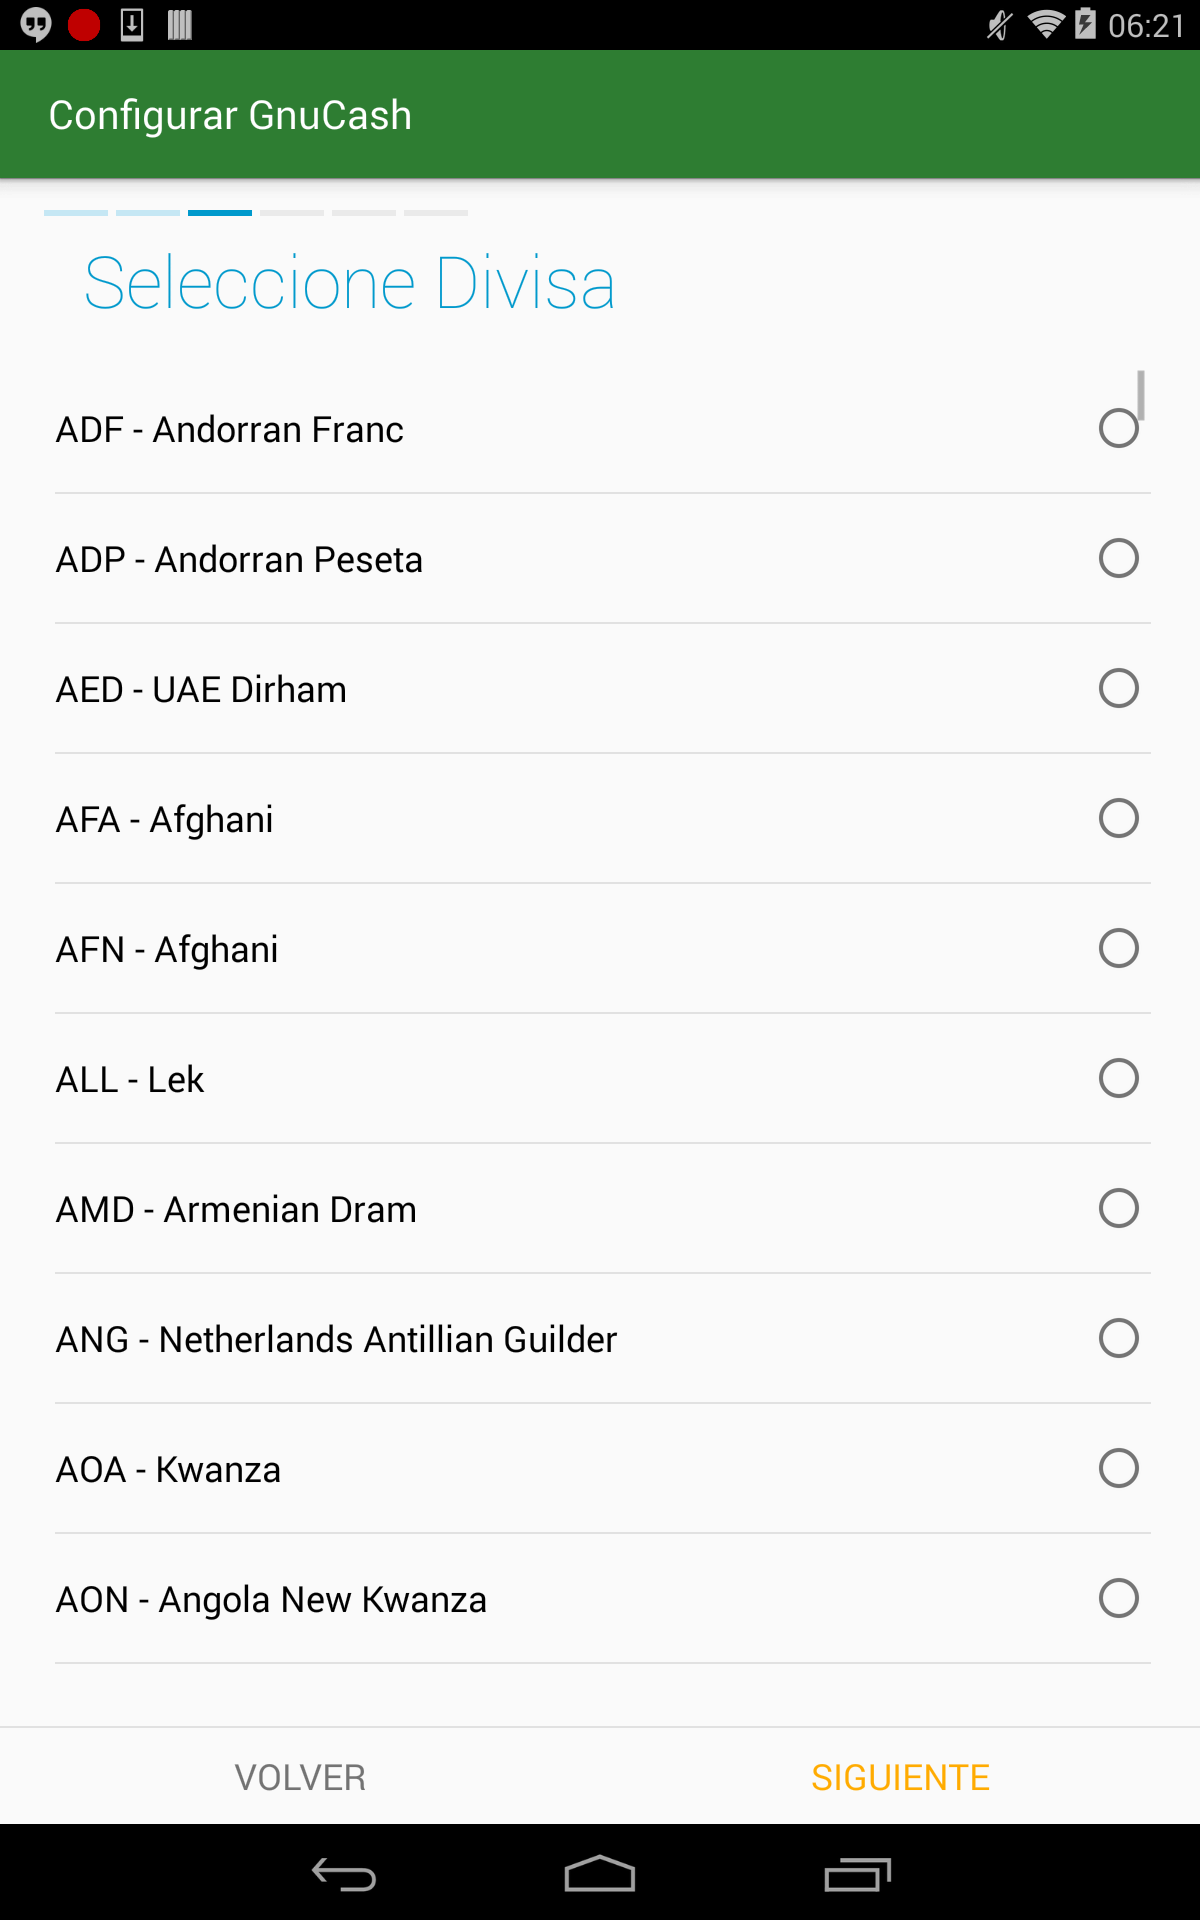 06:21
Configurar GnuCash
Seleccione Divisa
ADF - Andorran Franc
ADP - Andorran Peseta
AED - UAE Dirham
AFA - Afghani
AFN - Afghani
ALL - Lek
AMD - Armenian Dram
ANG - Netherlands Antillian Guilder
AOA - Kwanza
AON - Angola New Kwanza
VOLVER
SIGUIENTE